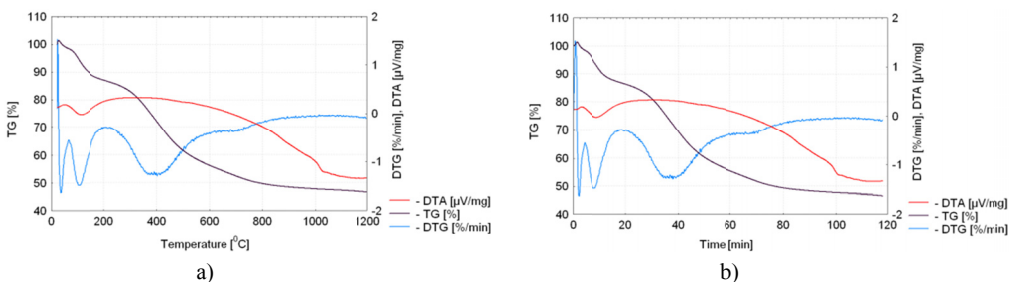 110
100
90
80
70
60
50
40
TG [%]
2
1
0
-1
-2
DTG [%/min], DTA [µV/mg]
0 200 400 600 800 1000 1200
Temperature [⁰C]
- DTA [µV/mg]
- TG [%]
- DTG [%/min]
a)
110
100
90
80
70
60
50
40
TG [%]
2
1
0
-1
-2
DTG [%/min], DTA [µV/mg]
0 20 40 60 80 100 120
Time [min]
- DTA [µV/mg]
- TG [%]
- DTG [%/min]
b)